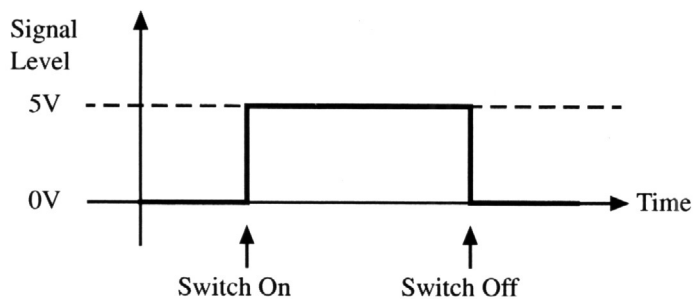 Signal
Level
5V
0V
Time
Switch On
Switch Off